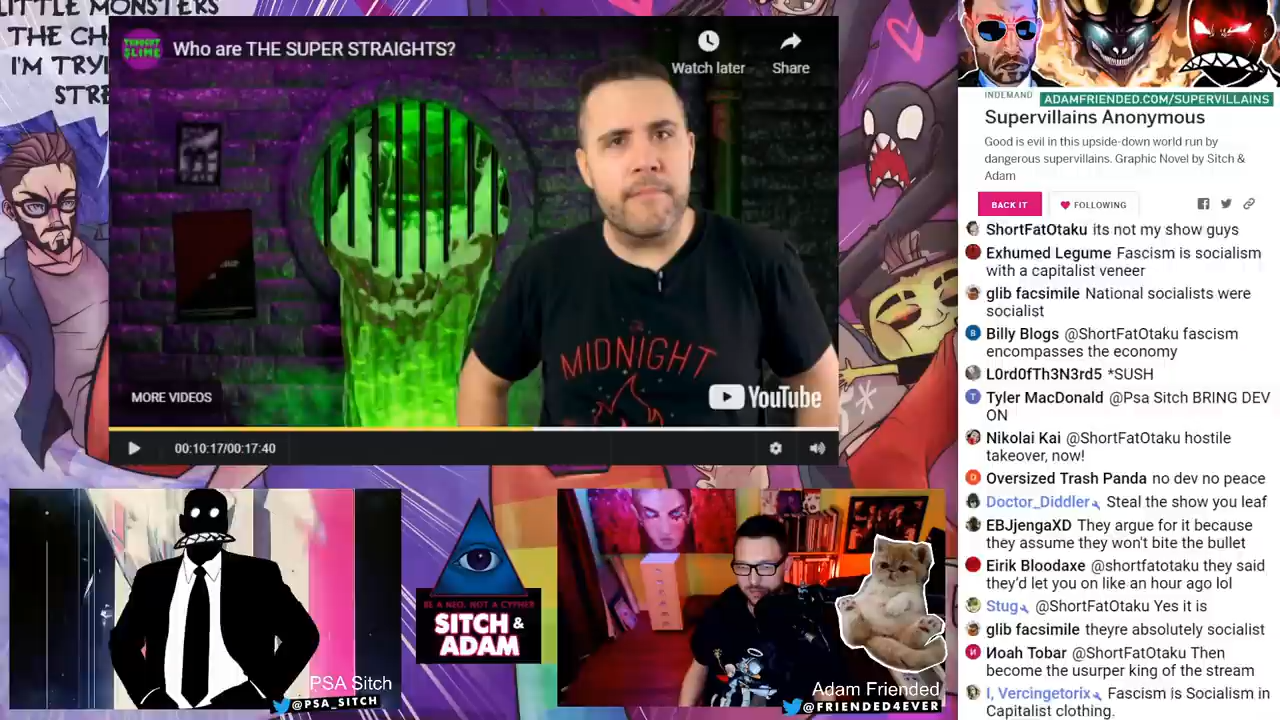 LITTLE MONSTERS
THE CH
I'M TRYI
STRE
THOUGHT
SLIME
Who are THE SUPER STRAIGHTS?
Watch later
Share
MIDNIGHT
MORE VIDEOS
YouTube
00:10:17/00:17:40
PSA Sitch
@PSA_SITCH
BE A NEO, NOT A CYPHER
SITCH &
ADAM
Adam Friended
@FRIENDED4EVER
INDEMAND
ADAMFRIENDED.COM/SUPERVILLAINS
Supervillains Anonymous
Good is evil in this upside-down world run by
dangerous supervillains. Graphic Novel by Sitch &
Adam
BACK IT
FOLLOWING
ShortFatOtaku its not my show guys
Exhumed Legume Fascism is socialism
with a capitalist veneer
glib facsimile National socialists were
socialist
B Billy Blogs @ShortFatOtaku fascism
encompasses the economy
L0rd0fTh3N3rd5 *SUSH
T Tyler MacDonald @Psa Sitch BRING DEV
ON
Nikolai Kai @ShortFatOtaku hostile
takeover, now!
O Oversized Trash Panda no dev no peace
Doctor_Diddler Steal the show you leaf
EBJjengaXD They argue for it because
they assume they won't bite the bullet
Eirik Bloodaxe @shortfatotaku they said
they'd let you on like an hour ago lol
Stug @ShortFatOtaku Yes it is
glib facsimile theyre absolutely socialist
И Иoah Tobar @ShortFatOtaku Then
become the usurper king of the stream
I, Vercingetorix Fascism is Socialism in
Capitalist clothing.